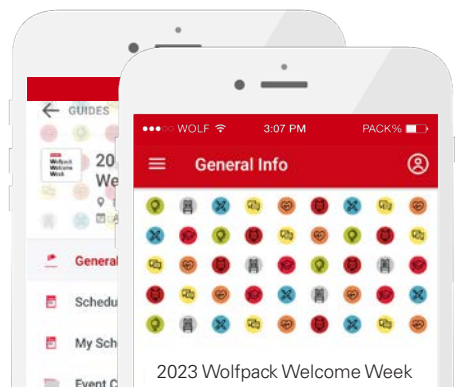 GUIDES
Wolfpack
Welcome
Week
20
We
General
Schedu
My Sch
Event C
WOLF 3:07 PM PACK%
General Info
2023 Wolfpack Welcome Week